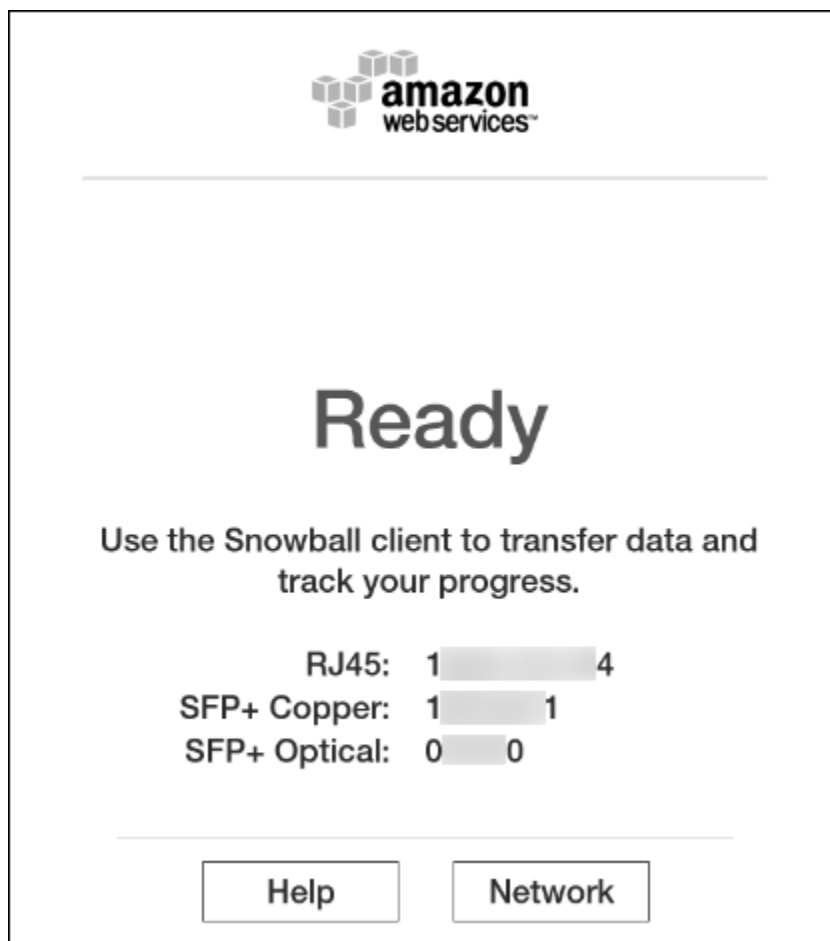 amazon
webservices™
Ready
Use the Snowball client to transfer data and
track your progress.
RJ45: 1 4
SFP+ Copper: 1 1
SFP+ Optical: 0 0
Help Network